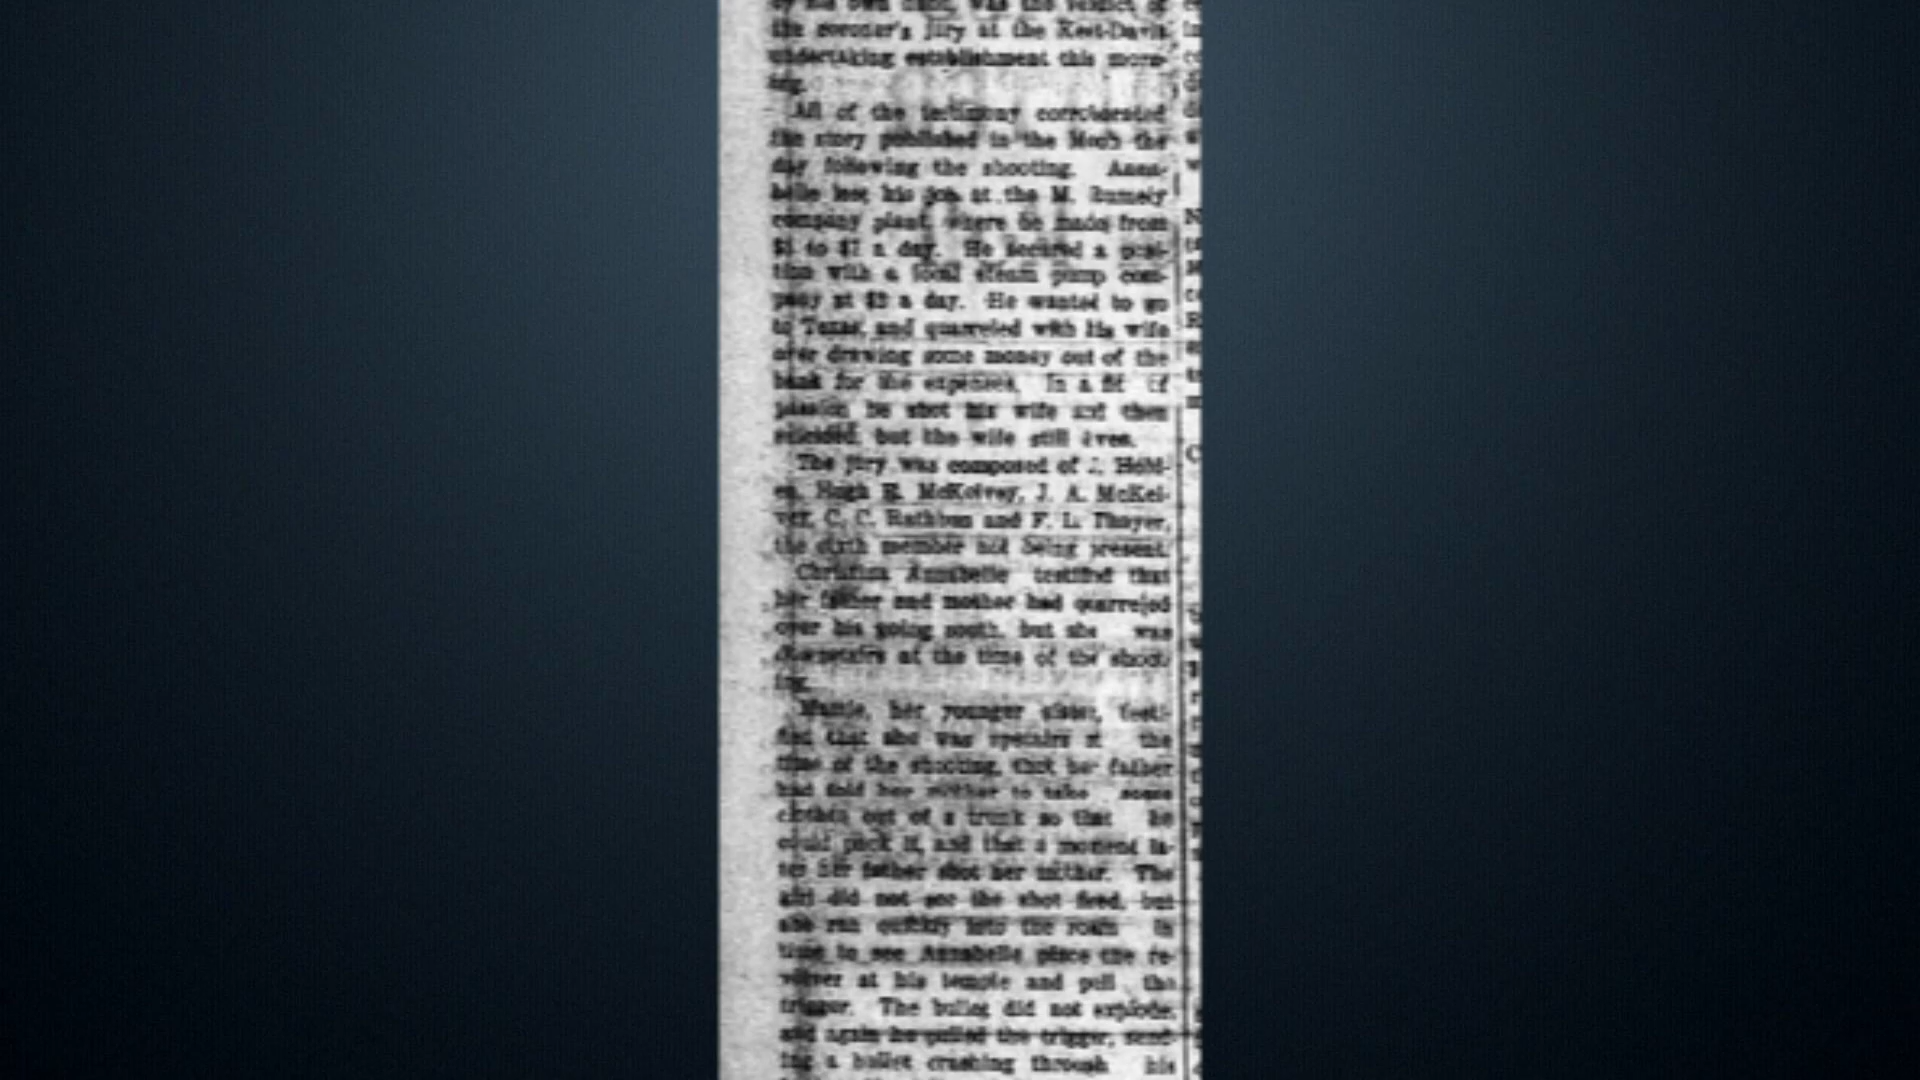 by his own hand, was the verdict of
the coroner's jury at the Keet-Davis
undertaking establishment this morn-
ing.
All of the testimony corroborated
the story published in the Moon the
day following the shooting. Anna-
belle lost his job at the M. Rumely
company plant, where he made from
to $7 a day. He secured a posi-
tion with a local steam pump com-
pany at a day. He wanted to go
to Texas, and quarreled with his wife
over drawing some money out of the
bank for the expenses. In a fit of
passion he shot his wife and then
suicided, but the wife still lives.
The jury was composed of J.
Hugh McKelvey, J. A. McKel-
vey, C. C. Rathbun and F. L. Thayer,
the sixth member not being present.
Christina Annabelle testified that
her father and mother had quarreled
over his going south, but she was
downstairs at the time of the shoot-
ing.
her younger sister, testi-
fied that she was upstairs at the
time of the shooting, that her father
had told her mother to take some
clothes out of a trunk so that he
could pack it, and that a moment la-
ter her father shot her mother. The
girl did not see the shot fired, but
she ran quickly into the room in
time to see Annabelle place the re-
volver at his temple and pull the
trigger. The bullet did not explode,
and again he pulled the trigger, send-
ing a bullet crashing through his